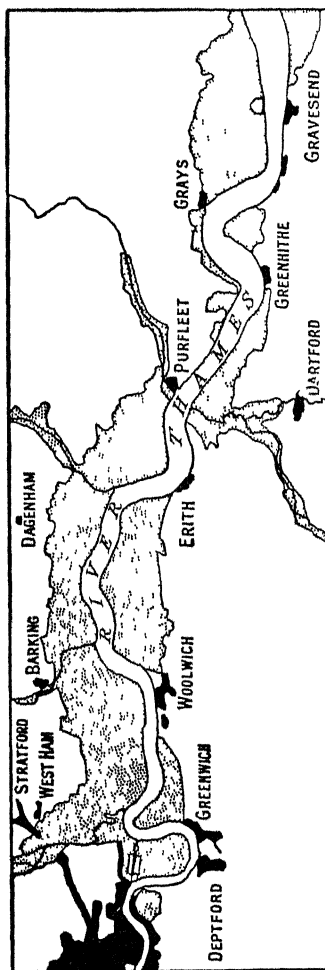 STRATFORD
WEST HAM
BARKING
DAGENHAM
PURFLEET
GRAYS
RIVER THAMES
DEPTFORD
GREENWICH
WOOLWICH
ERITH
DARTFORD
GREENHITHE
GRAVESEND